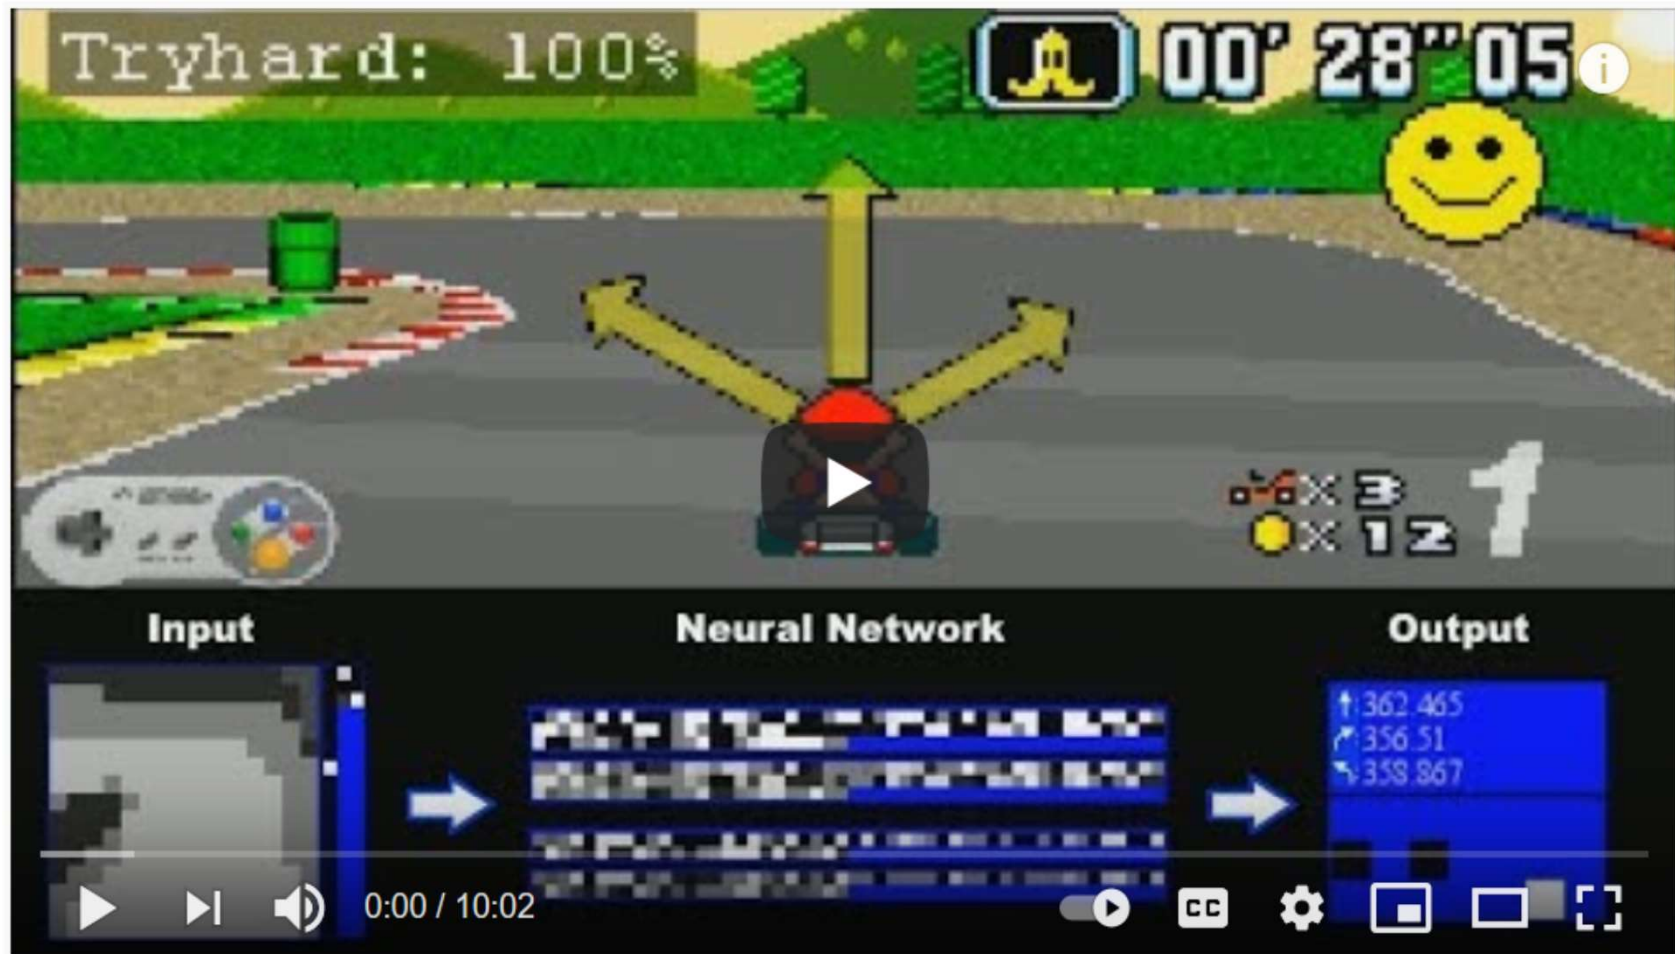 Tryhard: 100%
00' 28" 05
i
x 3
x 12
1
Input
Neural Network
Output
362.465
356.51
358.867
0:00 / 10:02
CC